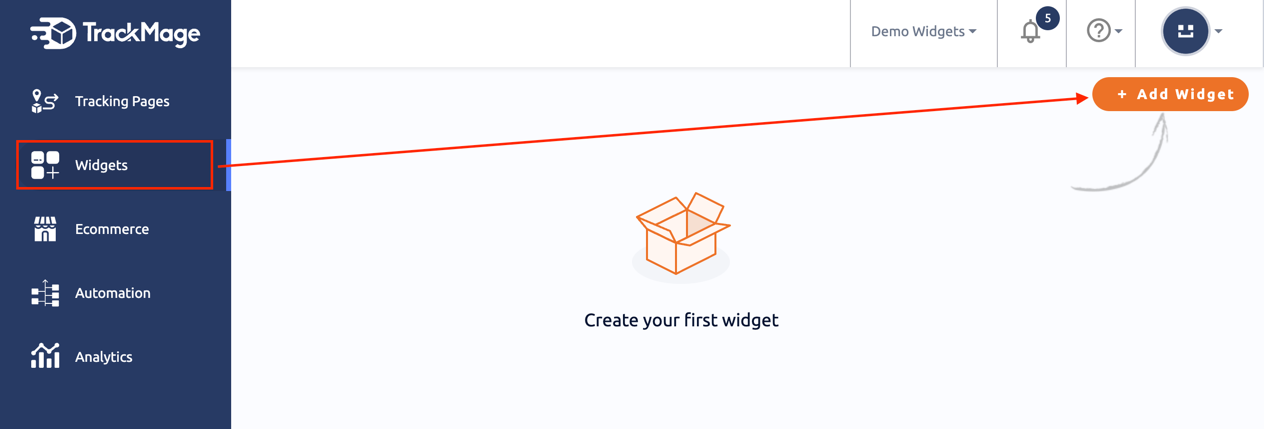 TrackMage
Demo Widgets
5
Tracking Pages
+ Add Widget
Widgets
Ecommerce
Automation
Create your first widget
Analytics